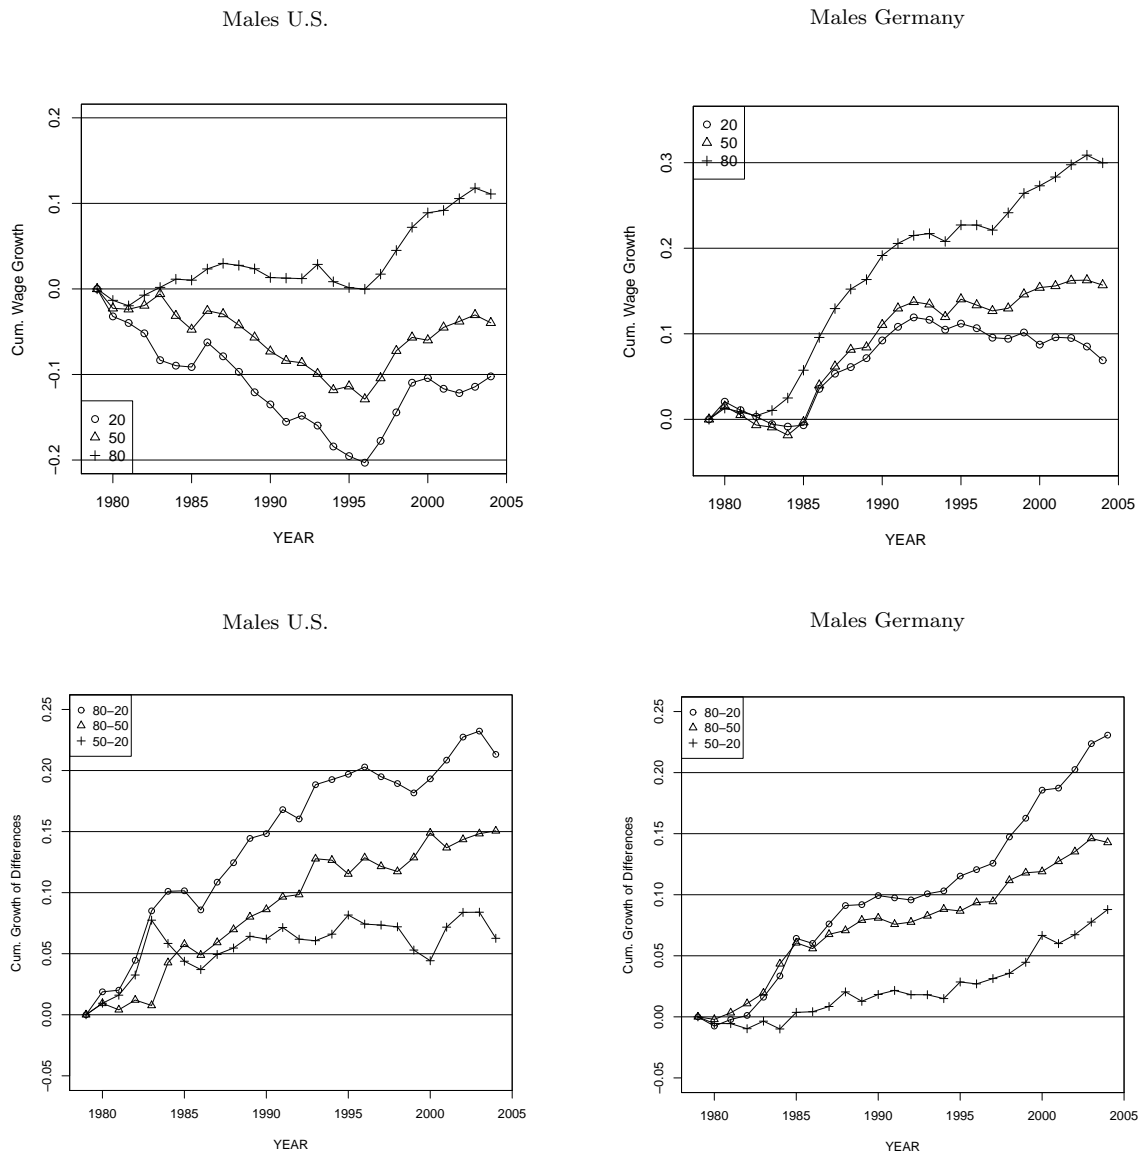 Males U.S.
Cum. Wage Growth
0.2
0.1
0.0
−0.1
−0.2
20
50
80
1980 1985 1990 1995 2000 2005
YEAR
Males Germany
Cum. Wage Growth
0.3
0.2
0.1
0.0
20
50
80
1980 1985 1990 1995 2000 2005
YEAR
Males U.S.
Cum. Growth of Differences
0.25
0.20
0.15
0.10
0.05
0.00
−0.05
80−20
80−50
50−20
1980 1985 1990 1995 2000 2005
YEAR
Males Germany
Cum. Growth of Differences
0.25
0.20
0.15
0.10
0.05
0.00
−0.05
80−20
80−50
50−20
1980 1985 1990 1995 2000 2005
YEAR